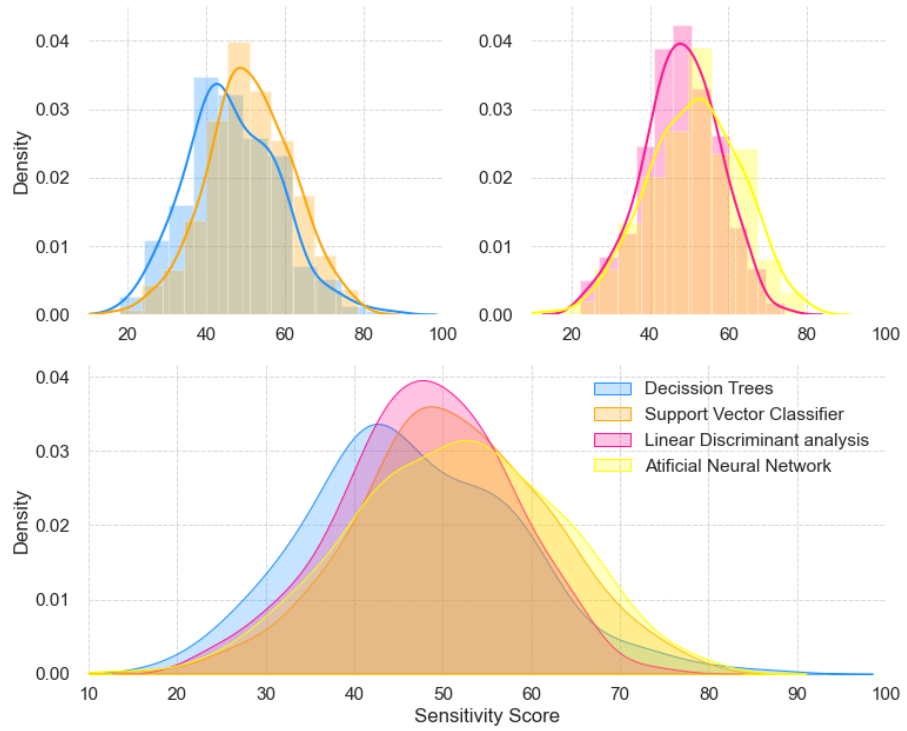 0.04
0.03
0.02
0.01
0.00
Density
20 40 60 80 100
0.04
0.03
0.02
0.01
0.00
20 40 60 80 100
0.04
0.03
0.02
0.01
0.00
Density
Decission Trees
Support Vector Classifier
Linear Discriminant analysis
Atificial Neural Network
10 20 30 40 50 60 70 80 90 100
Sensitivity Score